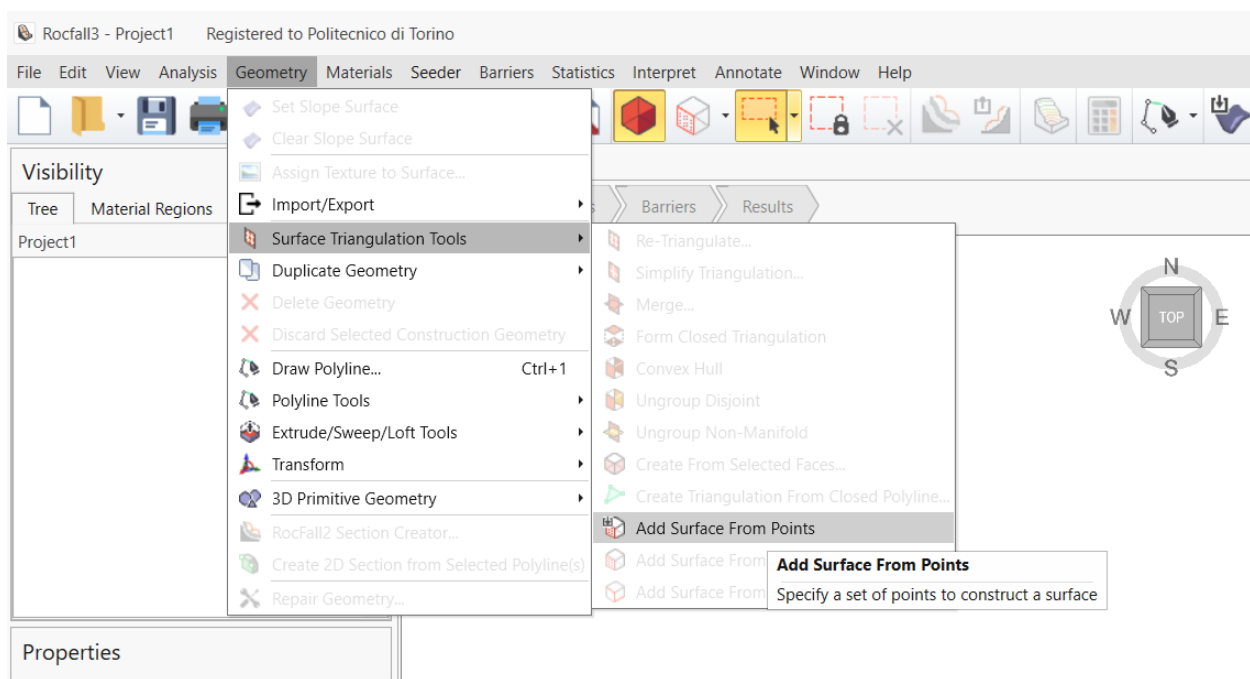 Rocfall3 - Project1 Registered to Politecnico di Torino
File Edit View Analysis Geometry Materials Seeder Barriers Statistics Interpret Annotate Window Help
Visibility
Tree Material Regions
Project1
Set Slope Surface
Clear Slope Surface
Assign Texture to Surface...
Import/Export
Surface Triangulation Tools
Duplicate Geometry
Delete Geometry
Discard Selected Construction Geometry
Draw Polyline... Ctrl+1
Polyline Tools
Extrude/Sweep/Loft Tools
Transform
3D Primitive Geometry
RocFall2 Section Creator...
Create 2D Section from Selected Polyline(s)
Repair Geometry...
Barriers Results
Re-Triangulate...
Simplify Triangulation...
Merge...
Form Closed Triangulation
Convex Hull
Ungroup Disjoint
Ungroup Non-Manifold
Create From Selected Faces...
Create Triangulation From Closed Polyline...
Add Surface From Points
Add Surface From
Add Surface From
Add Surface From Points
Specify a set of points to construct a surface
N
W TOP E
S
Properties